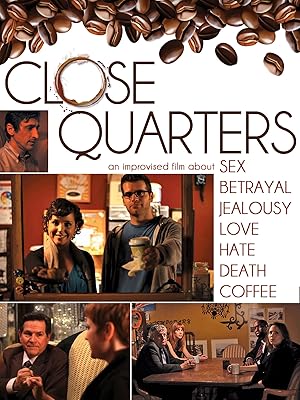 CLOSE
QUARTERS
an improvised film about SEX
BETRAYAL
JEALOUSY
LOVE
HATE
DEATH
COFFEE